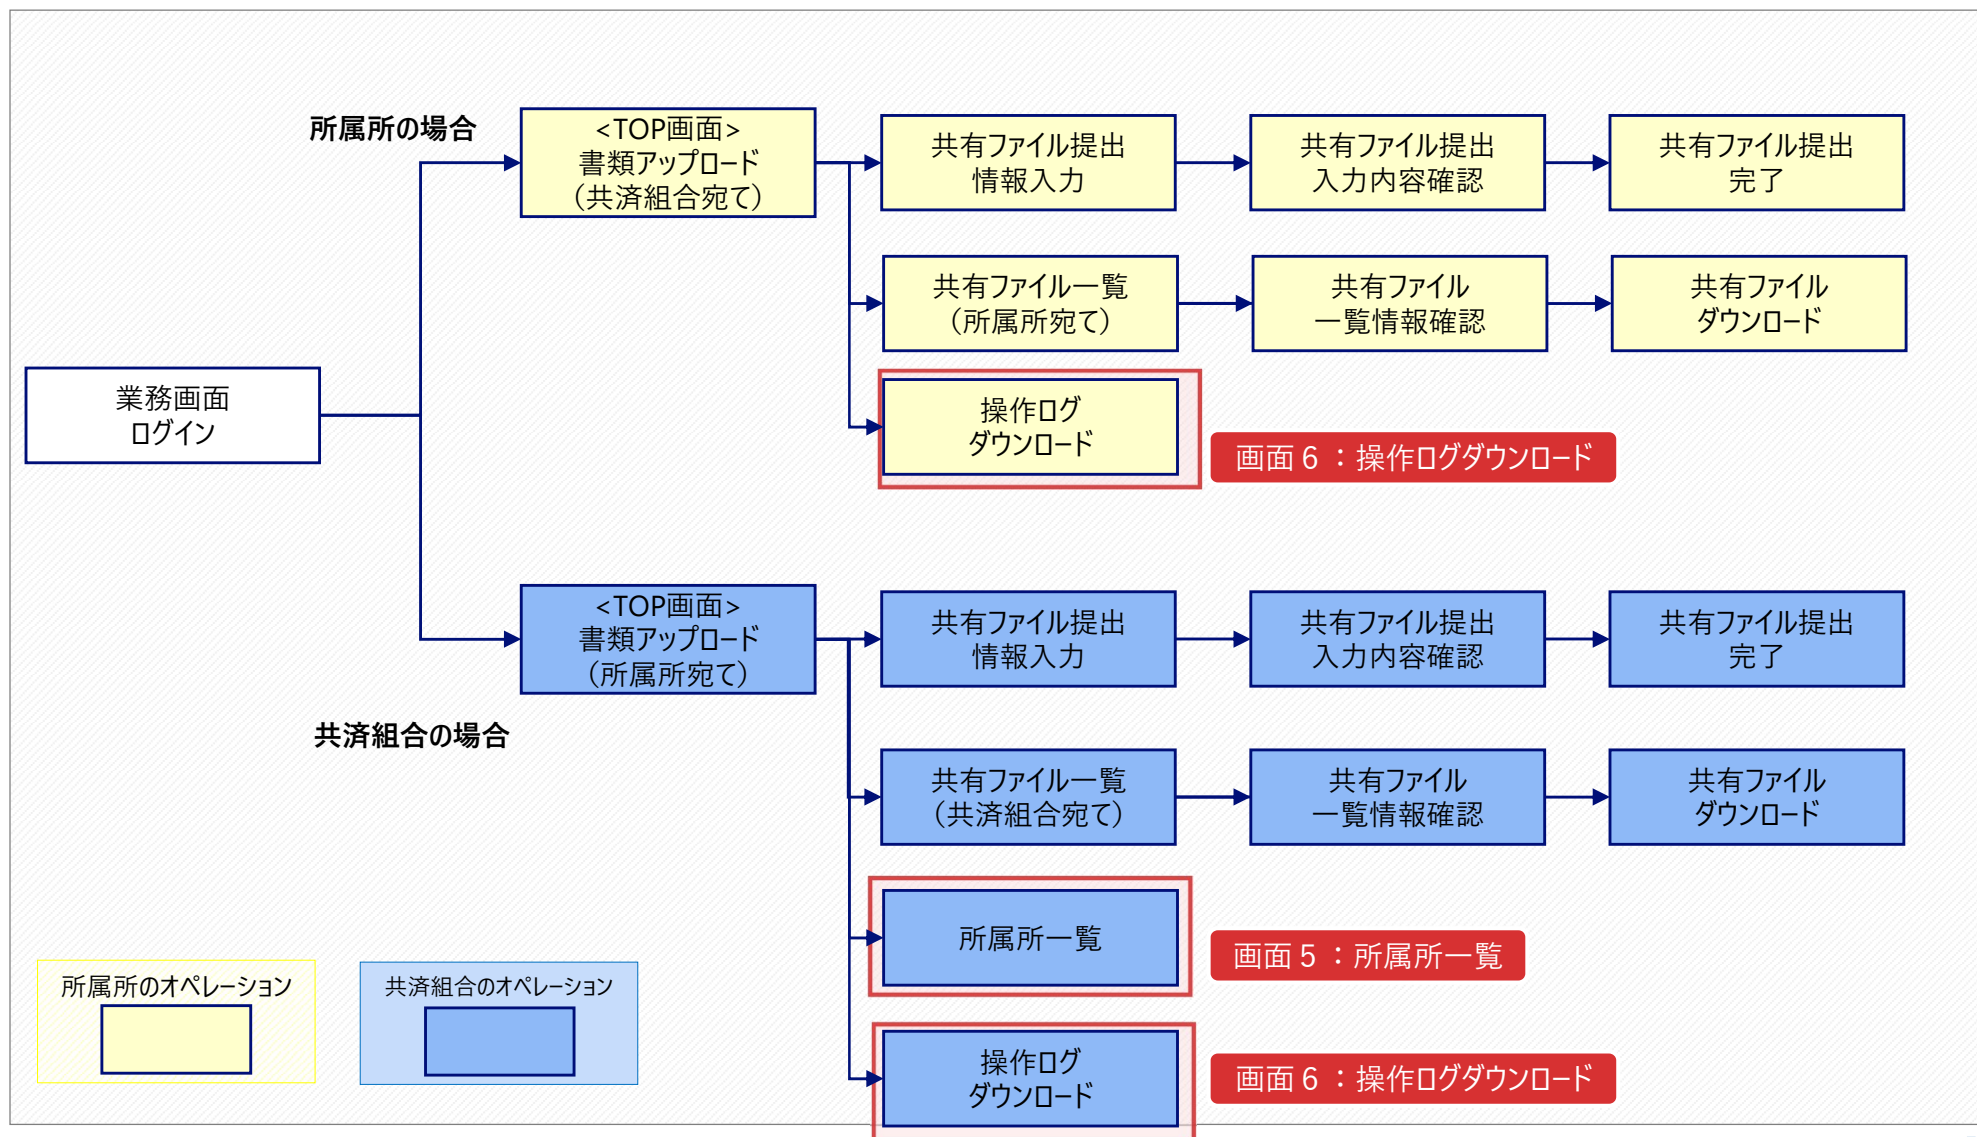 所属所の場合
<TOP画面>
書類アップロード
（共済組合宛て）
共有ファイル提出
情報入力
共有ファイル提出
入力内容確認
共有ファイル提出
完了
共有ファイル一覧
（所属所宛て）
共有ファイル
一覧情報確認
共有ファイル
ダウンロード
業務画面
ログイン
操作ログ
ダウンロード
画面６：操作ログダウンロード
<TOP画面>
書類アップロード
（所属所宛て）
共有ファイル提出
情報入力
共有ファイル提出
入力内容確認
共有ファイル提出
完了
共済組合の場合
共有ファイル一覧
（共済組合宛て）
共有ファイル
一覧情報確認
共有ファイル
ダウンロード
所属所一覧
画面５：所属所一覧
所属所のオペレーション
共済組合のオペレーション
操作ログ
ダウンロード
画面６：操作ログダウンロード